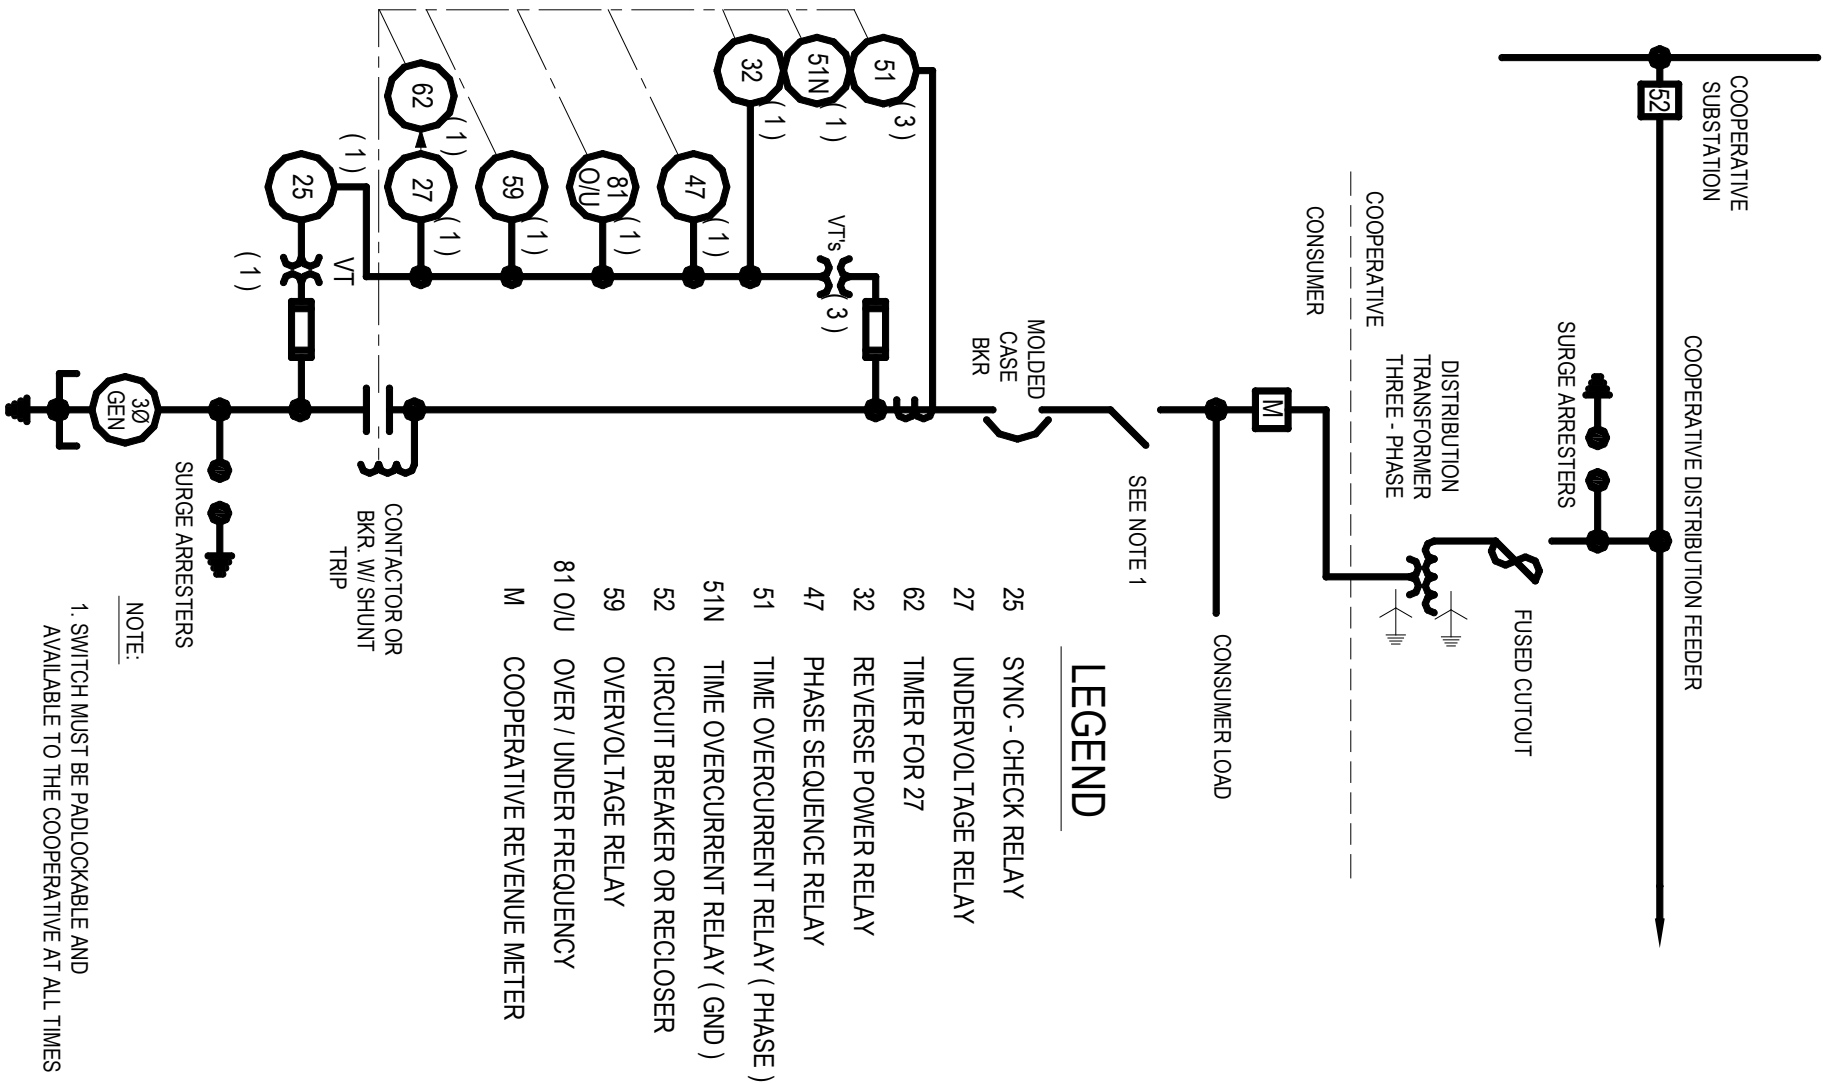 COOPERATIVE
SUBSTATION
52
COOPERATIVE DISTRIBUTION FEEDER
SURGE ARRESTERS
FUSED CUTOUT
DISTRIBUTION
TRANSFORMER
THREE - PHASE
COOPERATIVE
CONSUMER
M
CONSUMER LOAD
SEE NOTE 1
MOLDED
CASE
BKR
51
( 3 )
51N
( 1 )
32
( 1 )
VT's
( 3 )
47
( 1 )
81
O/U
( 1 )
59
( 1 )
62
( 1 )
27
( 1 )
( 1 )
25
VT
( 1 )
CONTACTOR OR
BKR. W/ SHUNT
TRIP
SURGE ARRESTERS
3Ø
GEN
LEGEND
25 SYNC - CHECK RELAY
27 UNDERVOLTAGE RELAY
62 TIMER FOR 27
32 REVERSE POWER RELAY
47 PHASE SEQUENCE RELAY
51 TIME OVERCURRENT RELAY ( PHASE )
51N TIME OVERCURRENT RELAY ( GND )
52 CIRCUIT BREAKER OR RECLOSER
59 OVERVOLTAGE RELAY
81 O/U OVER / UNDER FREQUENCY
M COOPERATIVE REVENUE METER
NOTE:
1. SWITCH MUST BE PADLOCKABLE AND
AVAILABLE TO THE COOPERATIVE AT ALL TIMES